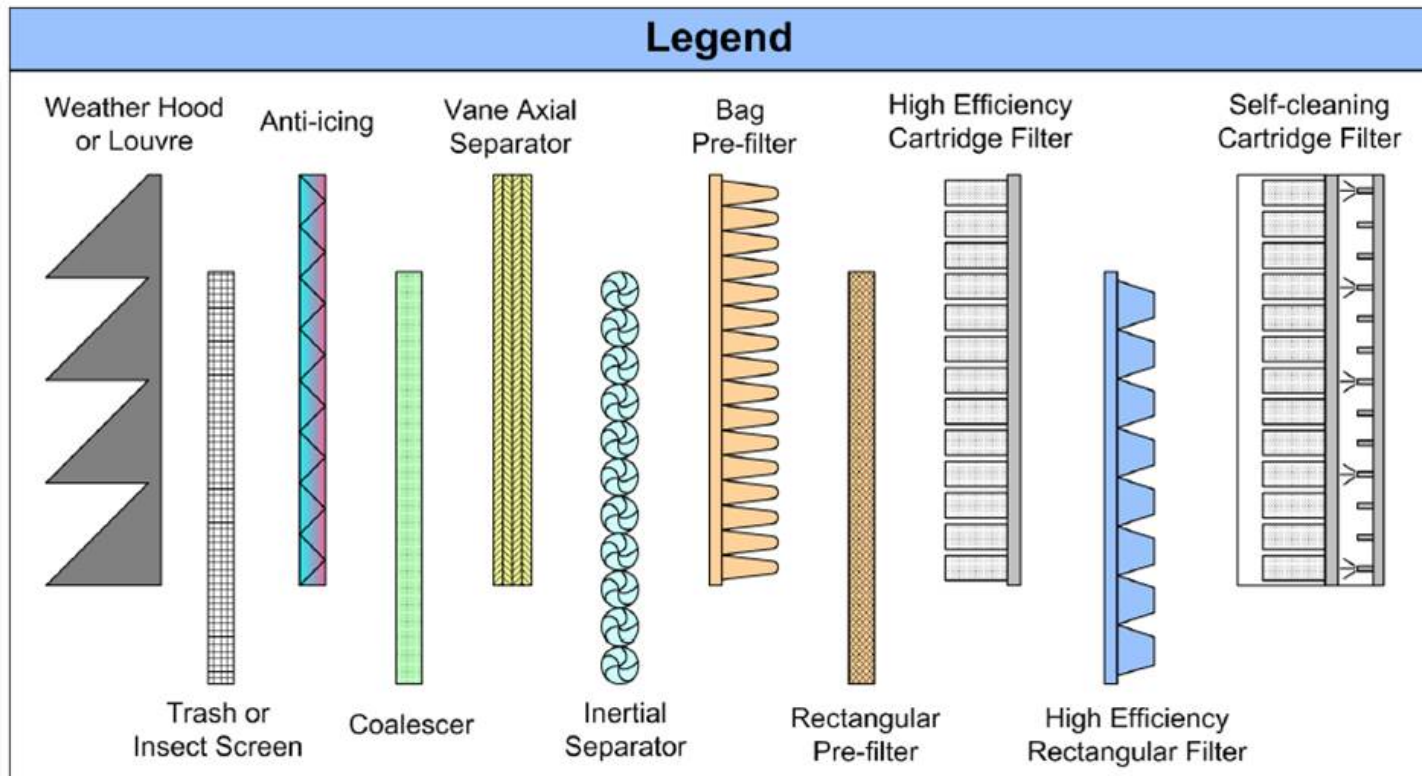 Legend
Weather Hood
or Louvre
Anti-icing
Vane Axial
Separator
Bag
Pre-filter
High Efficiency
Cartridge Filter
Self-cleaning
Cartridge Filter
Trash or
Insect Screen
Coalescer
Inertial
Separator
Rectangular
Pre-filter
High Efficiency
Rectangular Filter